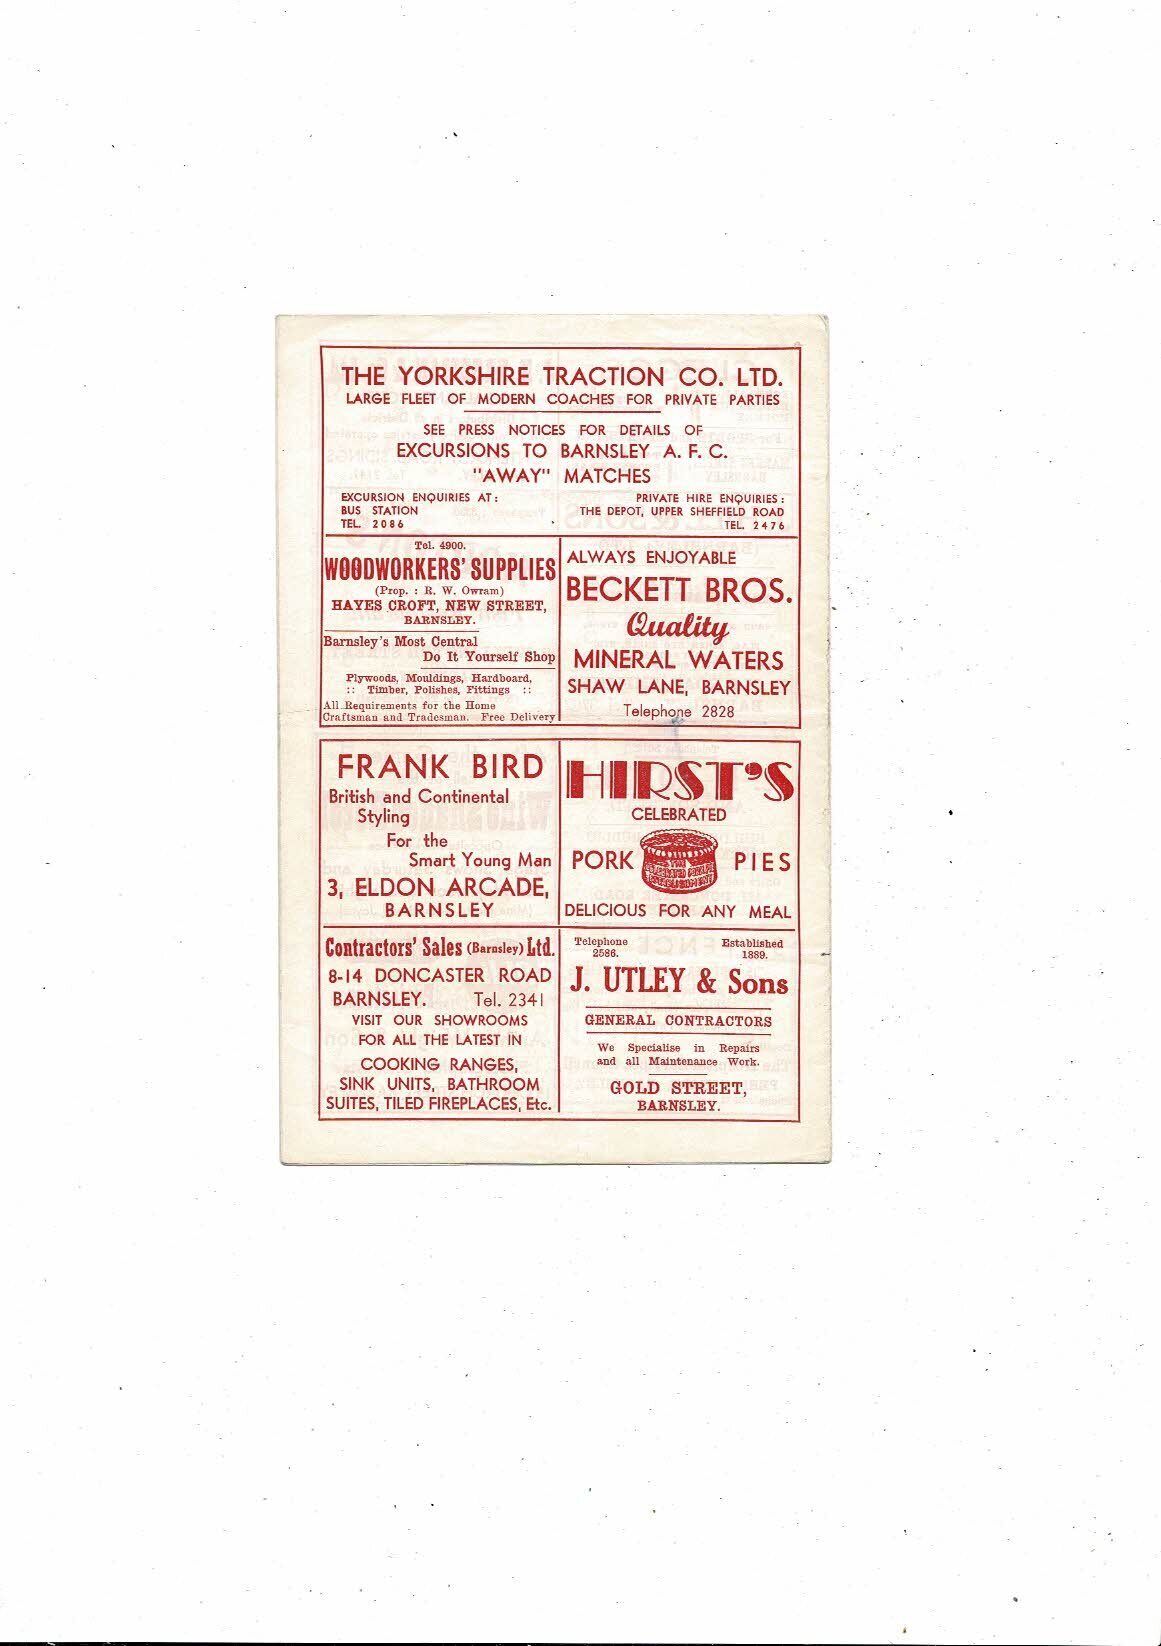 THE YORKSHIRE TRACTION CO. LTD.
LARGE FLEET OF MODERN COACHES FOR PRIVATE PARTIES
SEE PRESS NOTICES FOR DETAILS OF
EXCURSIONS TO BARNSLEY A. F. C.
"AWAY" MATCHES
EXCURSION ENQUIRIES AT:
BUS STATION
TEL. 2086
PRIVATE HIRE ENQUIRIES:
THE DEPOT, UPPER SHEFFIELD ROAD
TEL. 2476
Tel. 4900.
WOODWORKERS' SUPPLIES
(Prop. : R. W. Owram)
HAYES CROFT, NEW STREET,
BARNSLEY.
Barnsley's Most Central
Do It Yourself Shop
Plywoods, Mouldings, Hardboard,
:: Timber, Polishes, Fittings ::
All Requirements for the Home
Craftsman and Tradesman. Free Delivery
ALWAYS ENJOYABLE
BECKETT BROS.
Quality
MINERAL WATERS
SHAW LANE, BARNSLEY
Telephone 2828
FRANK BIRD
British and Continental
Styling
For the
Smart Young Man
3, ELDON ARCADE,
BARNSLEY
HIRST'S
CELEBRATED
PORK PIES
DELICIOUS FOR ANY MEAL
Contractors' Sales (Barnsley) Ltd.
8-14 DONCASTER ROAD
BARNSLEY. Tel. 2341
VISIT OUR SHOWROOMS
FOR ALL THE LATEST IN
COOKING RANGES,
SINK UNITS, BATHROOM
SUITES, TILED FIREPLACES, Etc.
Telephone
2586.
Established
1889.
J. UTLEY & Sons
GENERAL CONTRACTORS
We Specialise in Repairs
and all Maintenance Work.
GOLD STREET,
BARNSLEY.